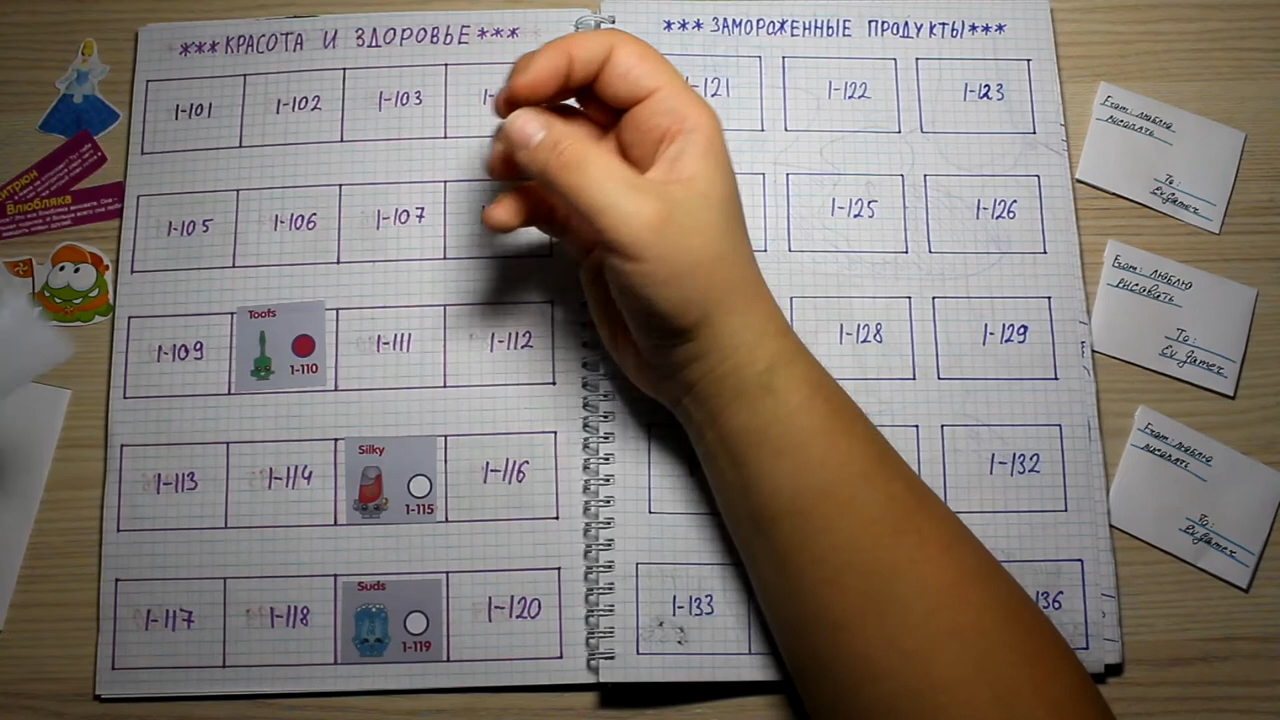 ***КРАСОТА И ЗДОРОВЬЕ***
1-101 1-102 1-103
1-105 1-106 1-107
1-109
Toofs
1-110
1-111 1-112
1-113 1-114
Silky
1-115
1-116
1-117 1-118
Suds
1-119
1-120
***ЗАМОРОЖЕННЫЕ ПРОДУКТЫ***
-121 1-122 1-123
1-125 1-126
1-128 1-129
1-132
1-133
136
Влюбляка
From: люблю
рисовать
To:
Ev gamer
From: люблю
рисовать
To:
Ev gamer
From: люблю
рисовать
To:
Ev gamer